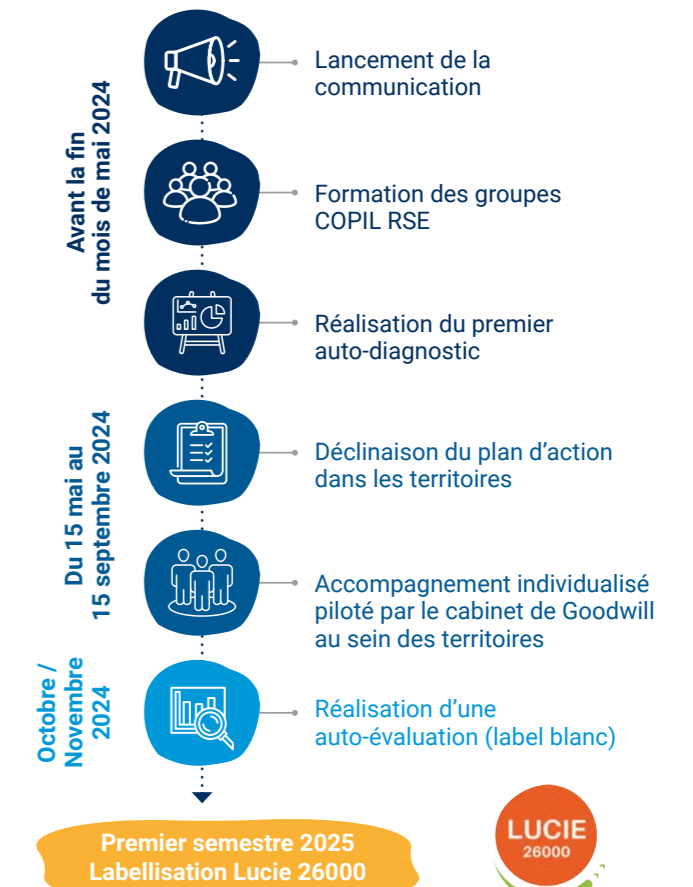 Avant la fin
du mois de mai 2024
Lancement de la
communication
Formation des groupes
COPIL RSE
Réalisation du premier
auto-diagnostic
Du 15 mai au
15 septembre 2024
Déclinaison du plan d’action
dans les territoires
Accompagnement individualisé
piloté par le cabinet de Goodwill
au sein des territoires
Octobre /
Novembre
2024
Réalisation d’une
auto-évaluation (label blanc)
Premier semestre 2025
Labellisation Lucie 26000
LUCIE
26000